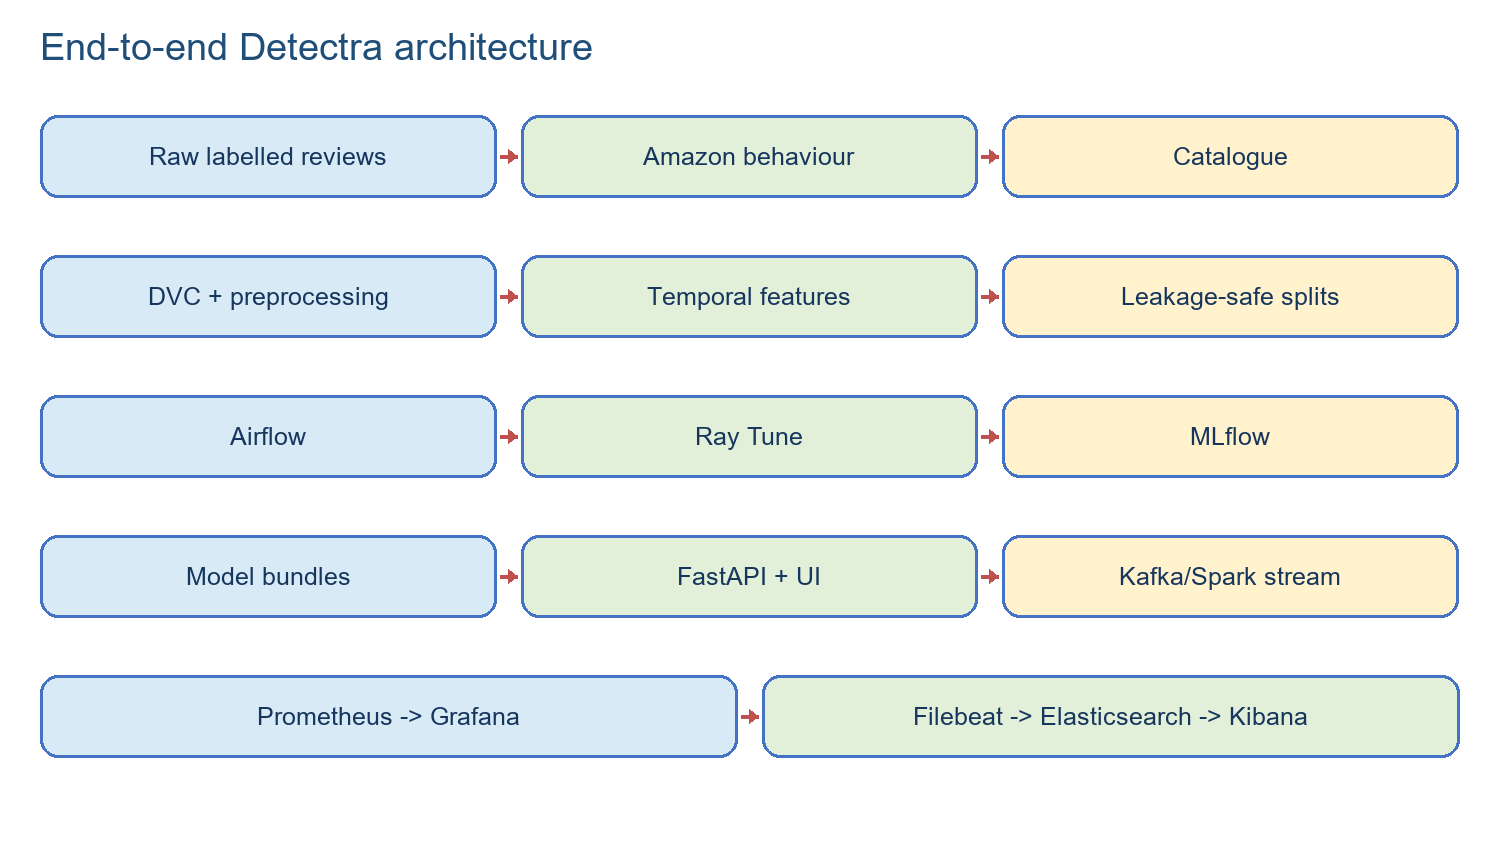 End-to-end Detectra architecture
Raw labelled reviews
Amazon behaviour
Catalogue
DVC + preprocessing
Temporal features
Leakage-safe splits
Airflow
Ray Tune
MLflow
Model bundles
FastAPI + UI
Kafka/Spark stream
Prometheus -> Grafana
Filebeat -> Elasticsearch -> Kibana